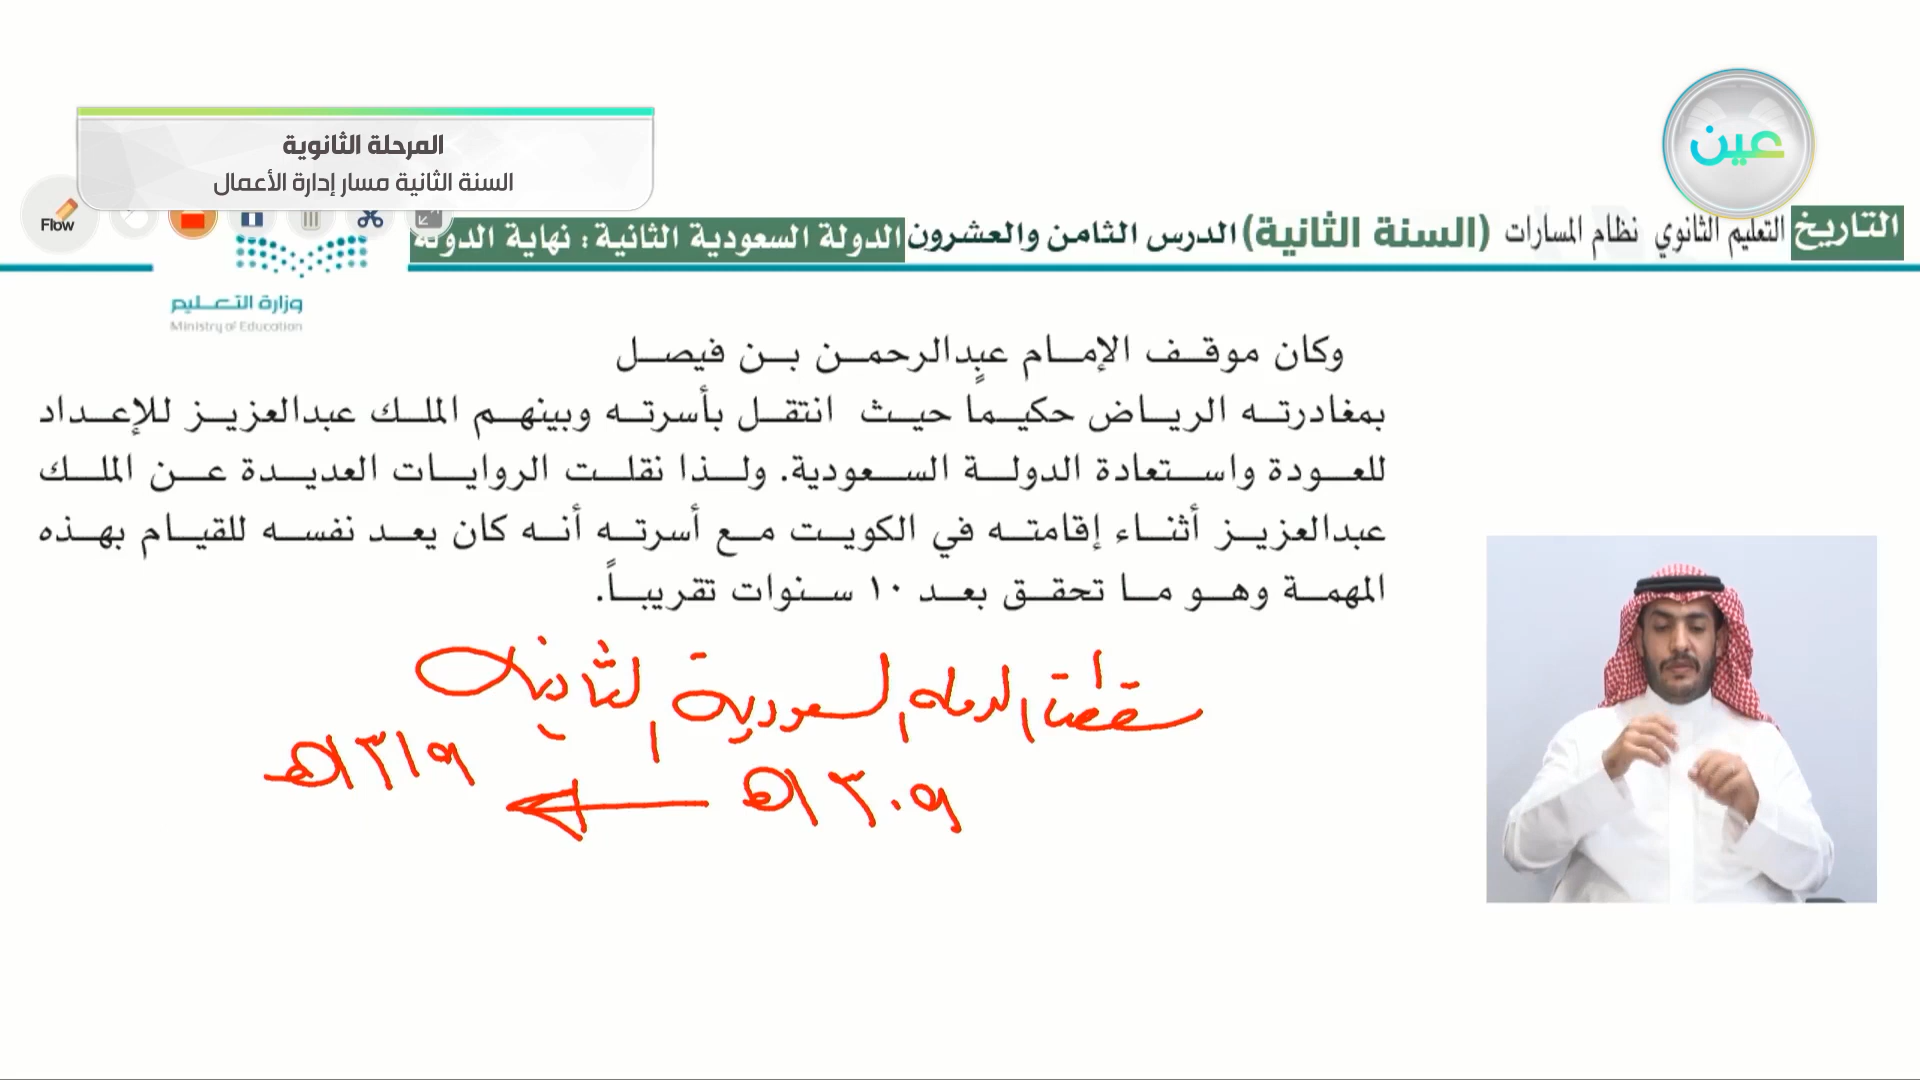 المرحلة الثانوية
السنة الثانية مسار إدارة الأعمال
عين
Flow
التاريخ التعليم الثانوي نظام المسارات (السنة الثانية) الدرس الثامن والعشرون الدولة السعودية الثانية : نهاية الدولة
وزارة التعليم
Ministry of Education
وكان موقف الإمام عبدالرحمن بن فيصل
بمغادرته الرياض حكيماً حيث انتقل بأسرته وبينهم الملك عبدالعزيز للإعداد
للعودة واستعادة الدولة السعودية. ولذا نقلت الروايات العديدة عن الملك
عبدالعزيز أثناء إقامته في الكويت مع أسرته أنه كان يعد نفسه للقيام بهذه
المهمة وهو ما تحقق بعد ١٠ سنوات تقريباً.
سقطت الدولة السعودية الثانية
١٣٠٩هـ ١٣١٩هـ